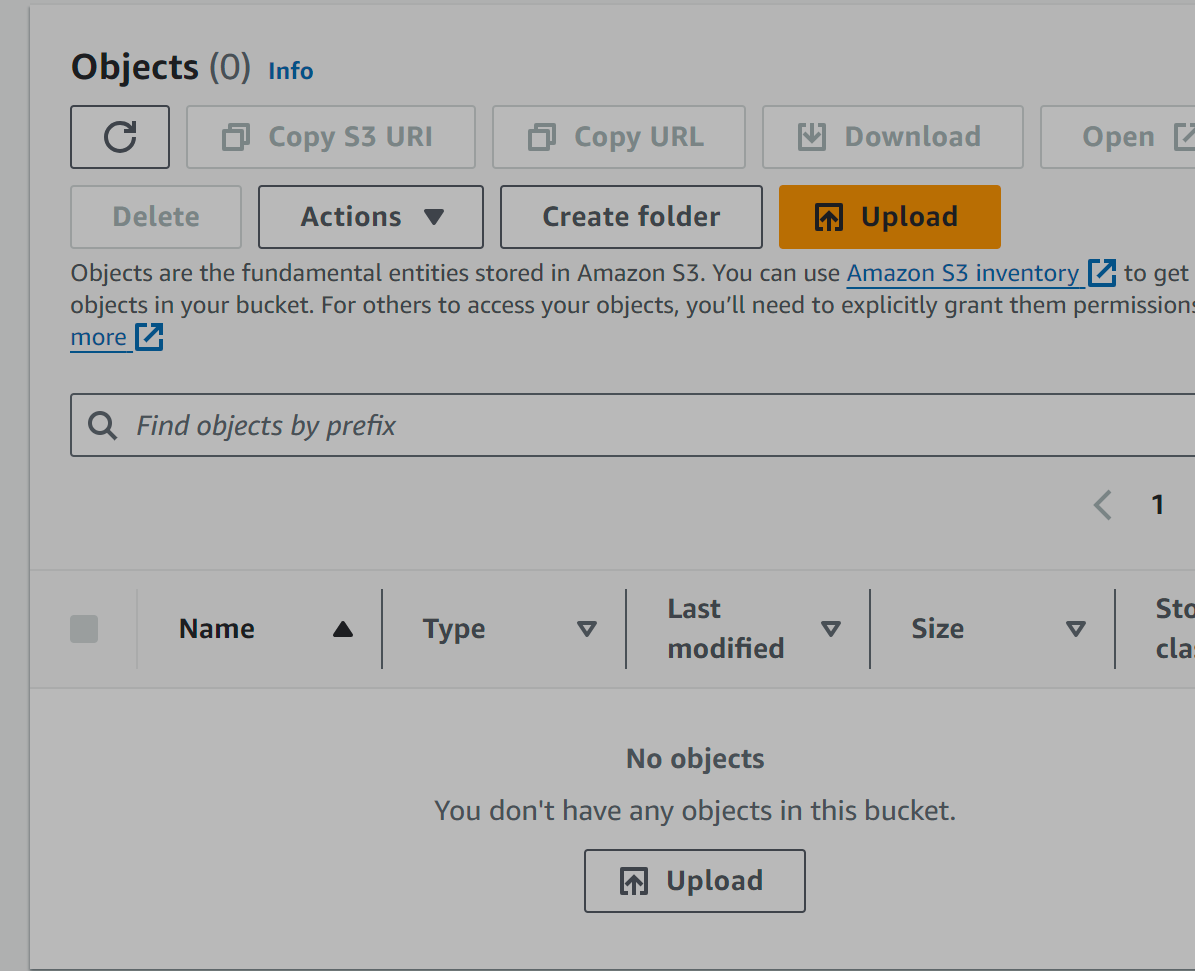 Objects (0) Info
Copy S3 URI Copy URL Download Open
Delete Actions Create folder Upload
Objects are the fundamental entities stored in Amazon S3. You can use Amazon S3 inventory to get
objects in your bucket. For others to access your objects, you’ll need to explicitly grant them permissions
more
Find objects by prefix
1
Name Type Last modified Size
No objects
You don't have any objects in this bucket.
Upload